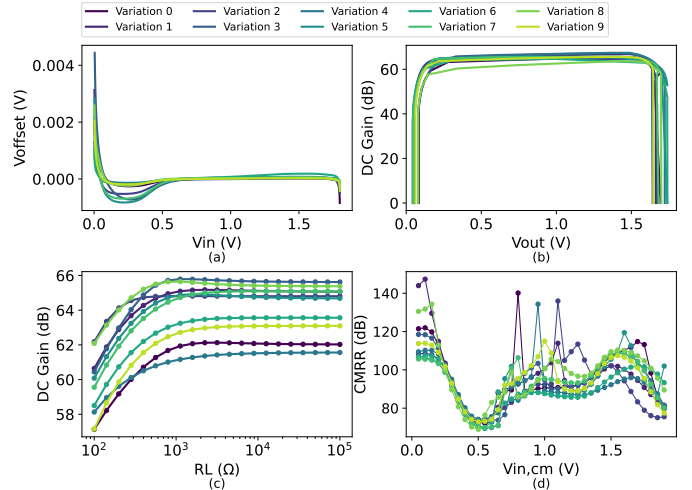 Variation 0 Variation 2 Variation 4 Variation 6 Variation 8
Variation 1 Variation 3 Variation 5 Variation 7 Variation 9
0.004
0.002
0.000
Voffset (V)
0.0 0.5 1.0 1.5
Vin (V)
(a)
60
40
20
0
DC Gain (dB)
0.0 0.5 1.0 1.5
Vout (V)
(b)
66
64
62
60
58
DC Gain (dB)
10² 10³ 10⁴ 10⁵
RL (Ω)
(c)
140
120
100
80
CMRR (dB)
0.0 0.5 1.0 1.5
Vin,cm (V)
(d)